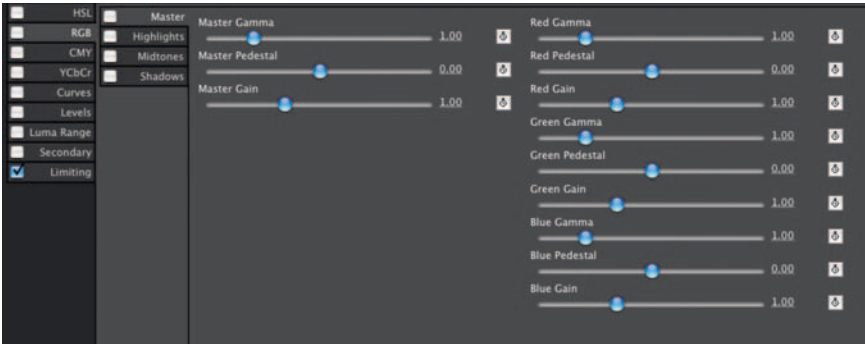 HSL
RGB
CMY
YCbCr
Curves
Levels
Luma Range
Secondary
Limiting
Master
Highlights
Midtones
Shadows
Master Gamma
1.00
Master Pedestal
0.00
Master Gain
1.00
Red Gamma
1.00
Red Pedestal
0.00
Red Gain
1.00
Green Gamma
1.00
Green Pedestal
0.00
Green Gain
1.00
Blue Gamma
1.00
Blue Pedestal
0.00
Blue Gain
1.00